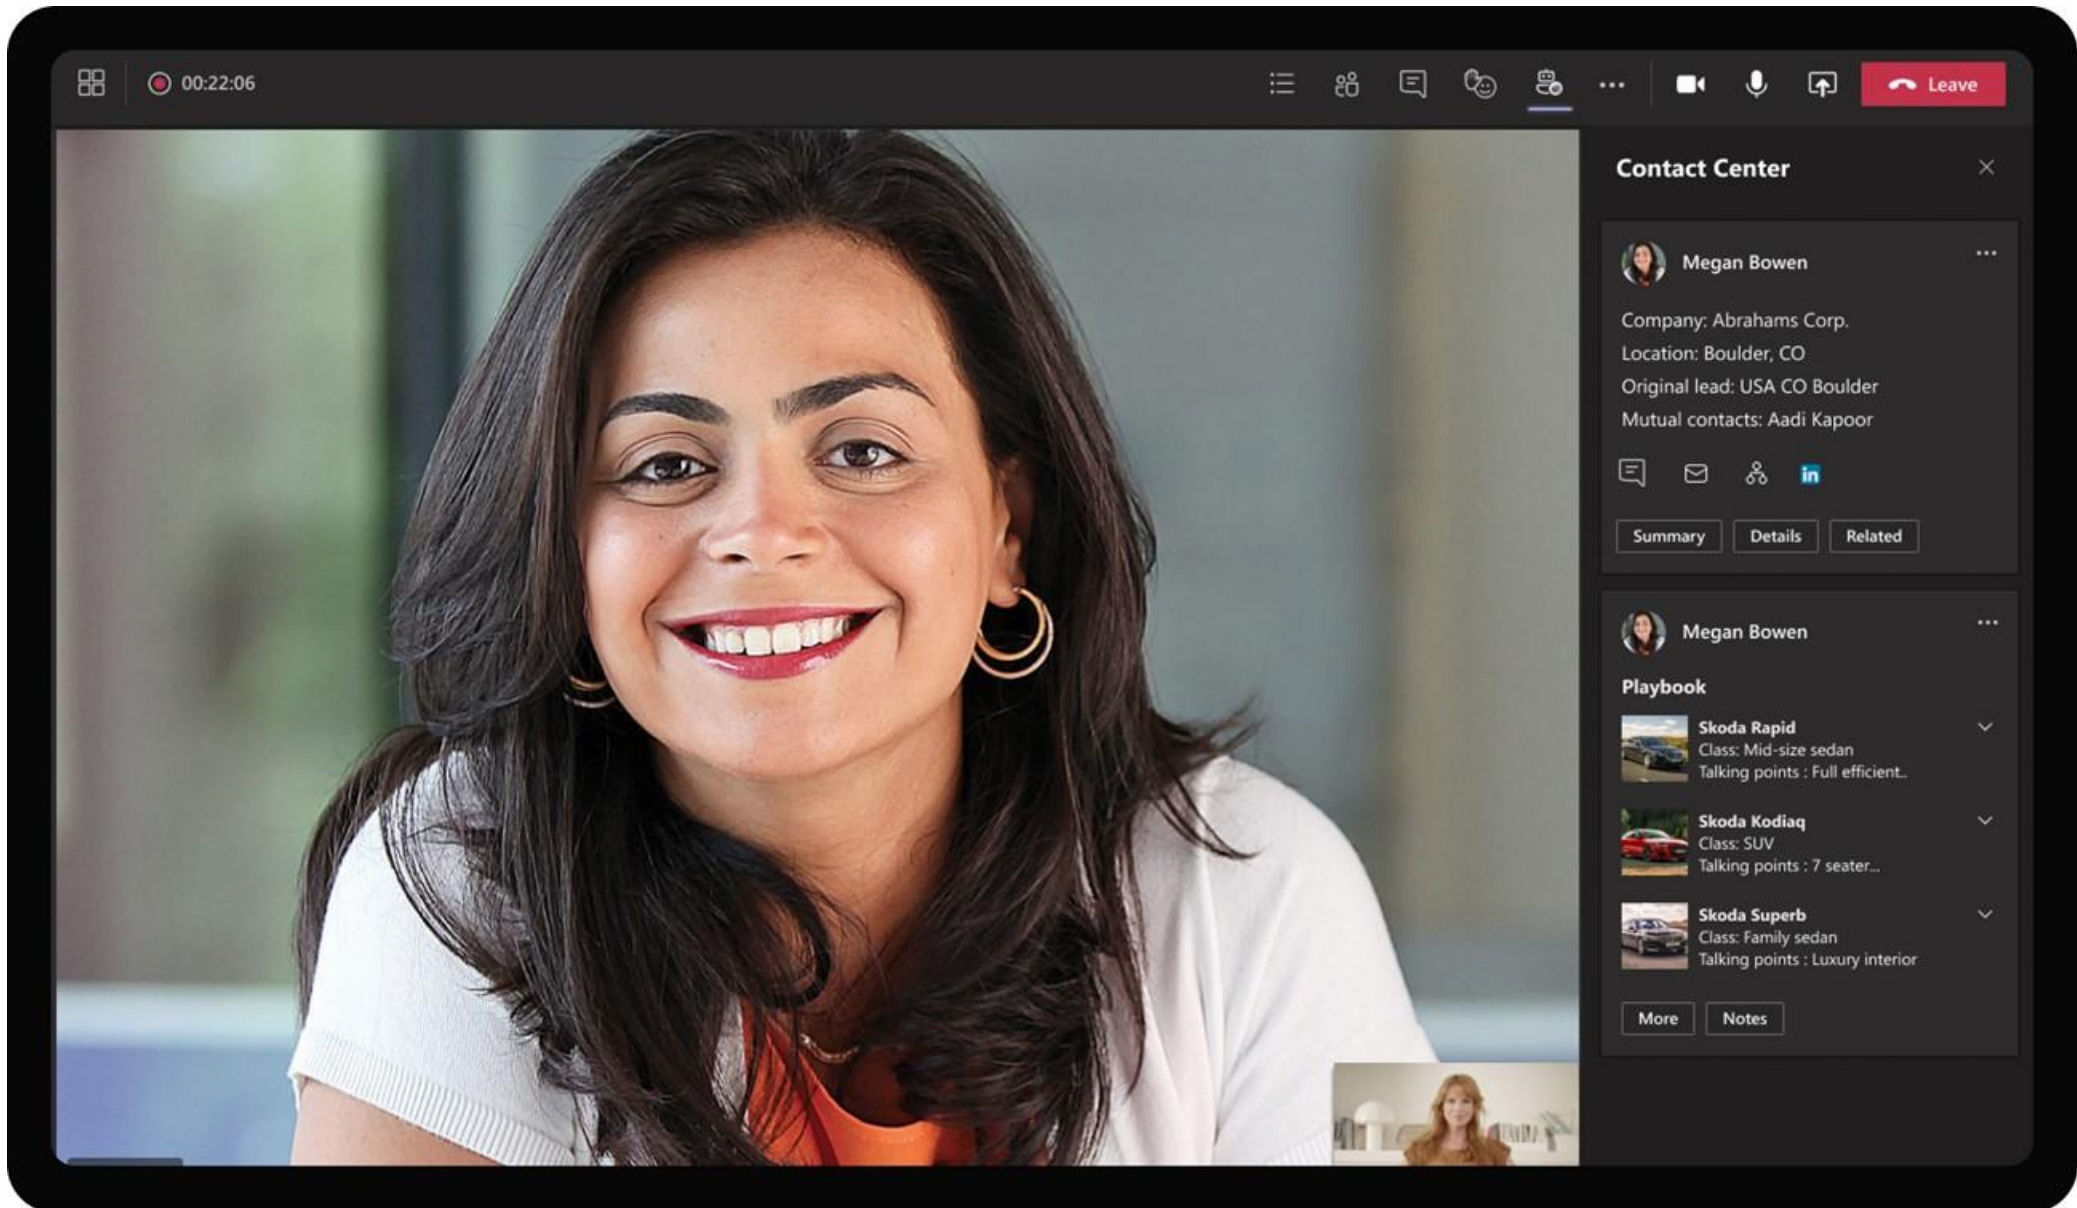 00:22:06
Leave
Contact Center
Megan Bowen
Company: Abrahams Corp.
Location: Boulder, CO
Original lead: USA CO Boulder
Mutual contacts: Aadi Kapoor
in
Summary
Details
Related
Megan Bowen
Playbook
Skoda Rapid
Class: Mid-size sedan
Talking points : Full efficient..
Skoda Kodiaq
Class: SUV
Talking points : 7 seater...
Skoda Superb
Class: Family sedan
Talking points : Luxury interior
More
Notes